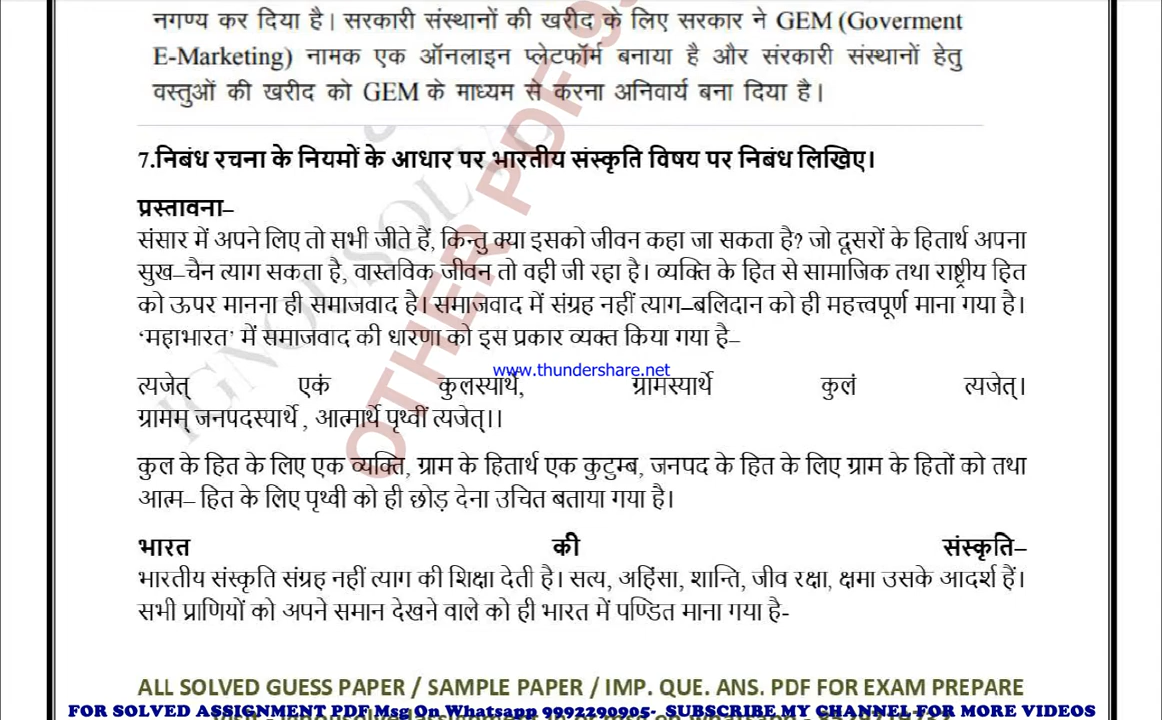 नगण्य कर दिया है। सरकारी संस्थानों की खरीद के लिए सरकार ने GEM (Goverment
E-Marketing) नामक एक ऑनलाइन प्लेटफॉर्म बनाया है और संरकारी संस्थानों हेतु
वस्तुओं की खरीद को GEM के माध्यम से करना अनिवार्य बना दिया है।
7.निबंध रचना के नियमों के आधार पर भारतीय संस्कृति विषय पर निबंध लिखिए।
प्रस्तावना–
संसार में अपने लिए तो सभी जीते हैं, किन्तु क्या इसको जीवन कहा जा सकता है? जो दूसरों के हितार्थ अपना
सुख–चैन त्याग सकता है, वास्तविक जीवन तो वही जी रहा है। व्यक्ति के हित से सामाजिक तथा राष्ट्रीय हित
को ऊपर मानना ही समाजवाद है। समाजवाद में संग्रह नहीं त्याग–बलिदान को ही महत्त्वपूर्ण माना गया है।
‘महाभारत’ में समाजवाद की धारणा को इस प्रकार व्यक्त किया गया है–
www.thundershare.net
त्यजेत् एकं कुलस्यार्थे, ग्रामस्यार्थे कुलं त्यजेत्।
ग्रामम् जनपदस्यार्थे , आत्मार्थे पृथ्वीं त्यजेत्।।
कुल के हित के लिए एक व्यक्ति, ग्राम के हितार्थ एक कुटुम्ब, जनपद के हित के लिए ग्राम के हितों को तथा
आत्म– हित के लिए पृथ्वी को ही छोड़ देना उचित बताया गया है।
भारत की संस्कृति–
भारतीय संस्कृति संग्रह नहीं त्याग की शिक्षा देती है। सत्य, अहिंसा, शान्ति, जीव रक्षा, क्षमा उसके आदर्श हैं।
सभी प्राणियों को अपने समान देखने वाले को ही भारत में पण्डित माना गया है-
OTHER PDF-9
ALL SOLVED GUESS PAPER / SAMPLE PAPER / IMP. QUE. ANS. PDF FOR EXAM PREPARE
FOR SOLVED ASSIGNMENT PDF Msg On Whatsapp 9992290905- SUBSCRIBE MY CHANNEL FOR MORE VIDEOS